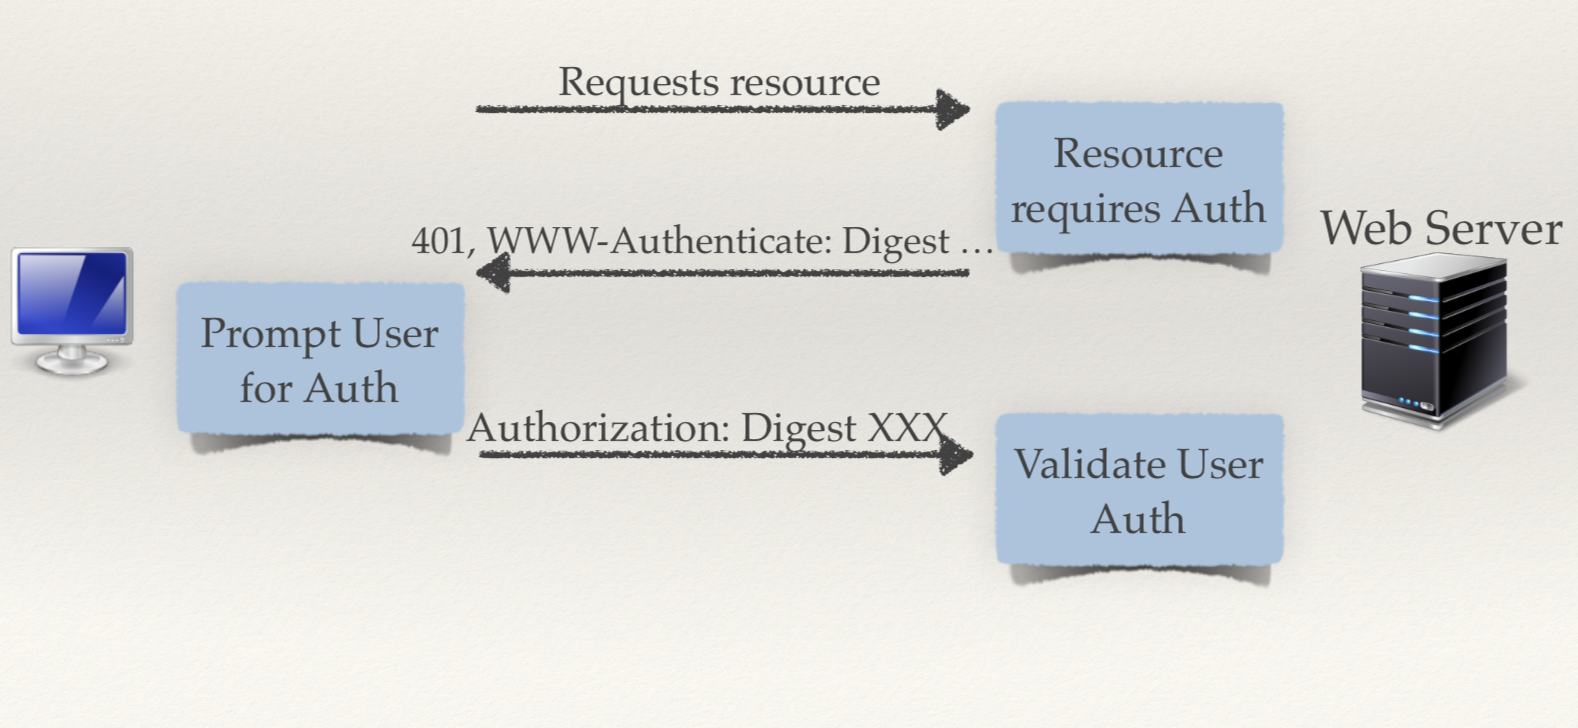 Requests resource
Resource
requires Auth
Web Server
401, WWW-Authenticate: Digest …
Prompt User
for Auth
Authorization: Digest XXX
Validate User
Auth